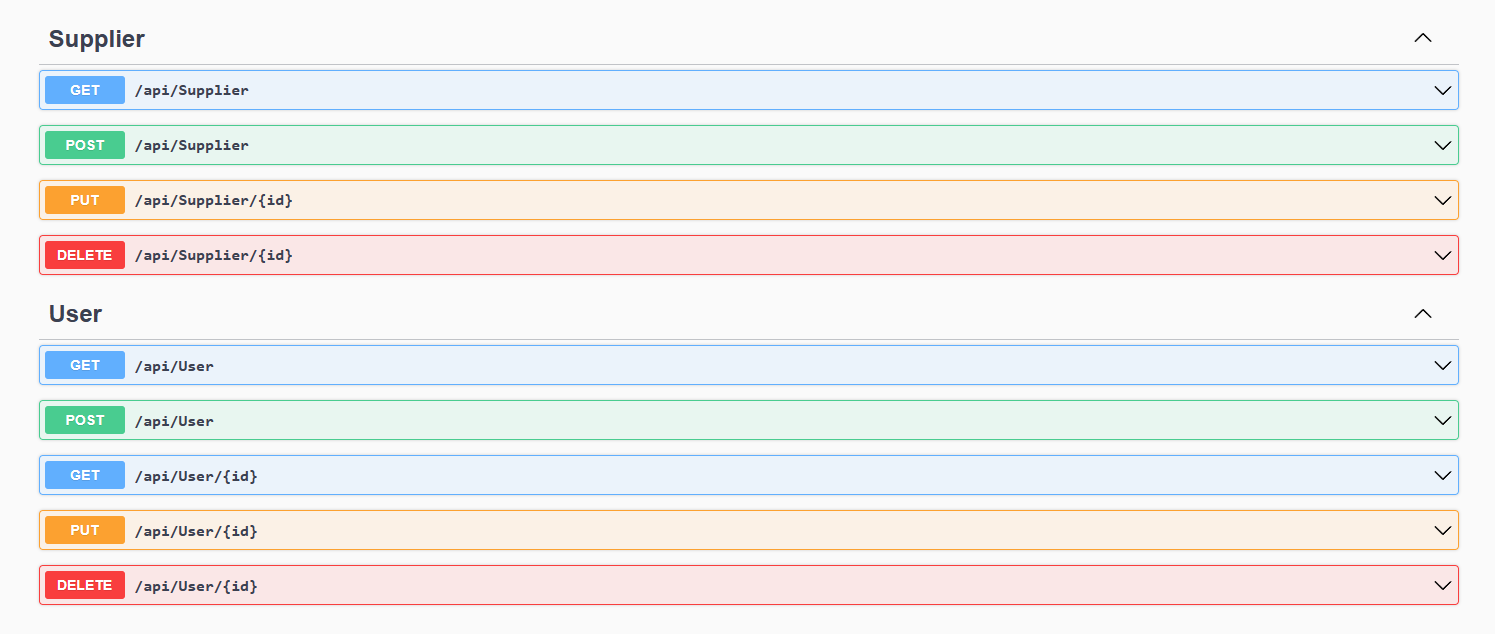 Supplier
GET /api/Supplier
POST /api/Supplier
PUT /api/Supplier/{id}
DELETE /api/Supplier/{id}
User
GET /api/User
POST /api/User
GET /api/User/{id}
PUT /api/User/{id}
DELETE /api/User/{id}